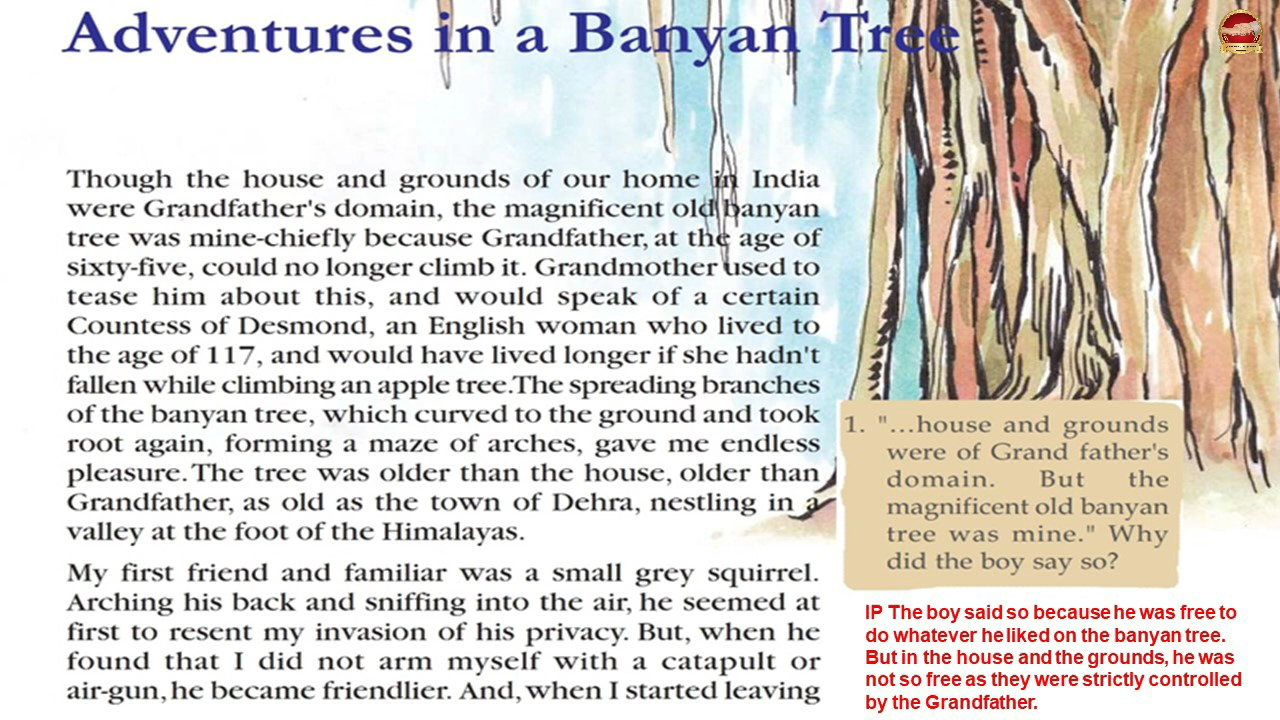 Adventures in a Banyan Tree
Though the house and grounds of our home in India
were Grandfather's domain, the magnificent old banyan
tree was mine-chiefly because Grandfather, at the age of
sixty-five, could no longer climb it. Grandmother used to
tease him about this, and would speak of a certain
Countess of Desmond, an English woman who lived to
the age of 117, and would have lived longer if she hadn't
fallen while climbing an apple tree.The spreading branches
of the banyan tree, which curved to the ground and took
root again, forming a maze of arches, gave me endless
pleasure. The tree was older than the house, older than
Grandfather, as old as the town of Dehra, nestling in a
valley at the foot of the Himalayas.
My first friend and familiar was a small grey squirrel.
Arching his back and sniffing into the air, he seemed at
first to resent my invasion of his privacy. But, when he
found that I did not arm myself with a catapult or
air-gun, he became friendlier. And, when I started leaving
1. "...house and grounds
were of Grand father's
domain. But the
magnificent old banyan
tree was mine." Why
did the boy say so?
IP The boy said so because he was free to
do whatever he liked on the banyan tree.
But in the house and the grounds, he was
not so free as they were strictly controlled
by the Grandfather.